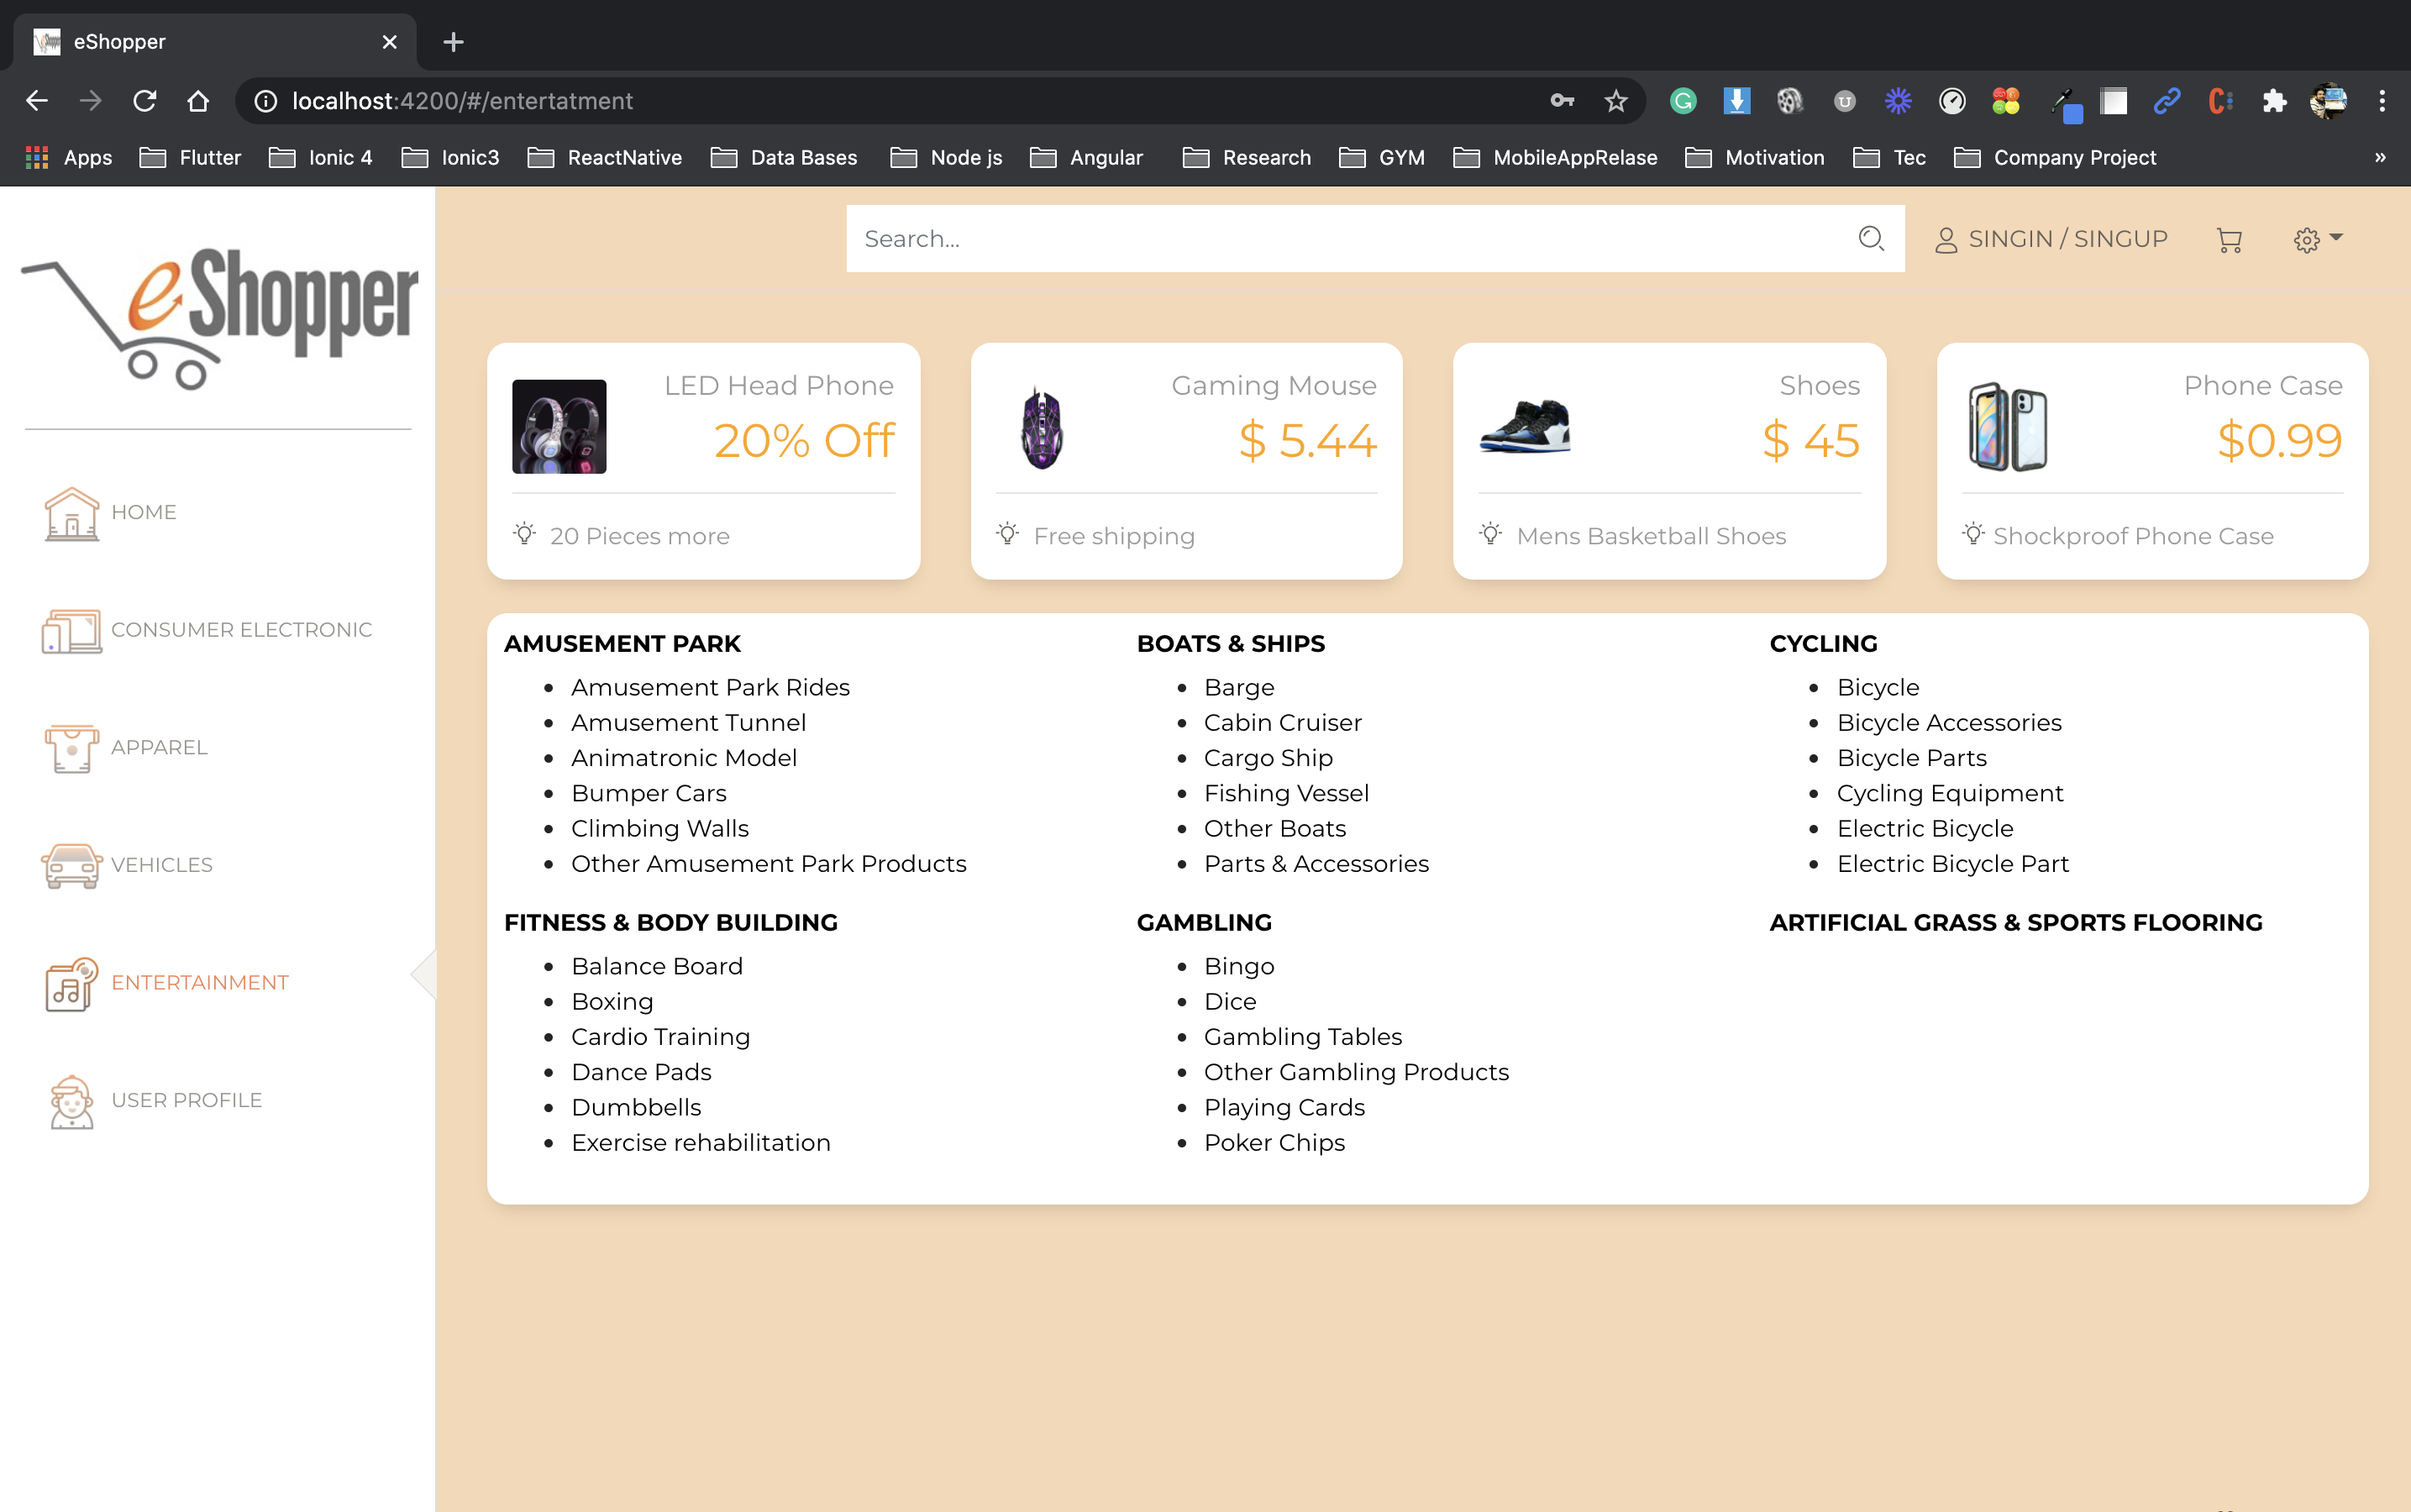 eShopper
localhost:4200/#/entertatment
Apps
Flutter
Ionic 4
Ionic3
ReactNative
Data Bases
Node js
Angular
Research
GYM
MobileAppRelase
Motivation
Tec
Company Project
»
eShopper
Search...
SINGIN / SINGUP
HOME
CONSUMER ELECTRONIC
APPAREL
VEHICLES
ENTERTAINMENT
USER PROFILE
LED Head Phone
20% Off
20 Pieces more
Gaming Mouse
$ 5.44
Free shipping
Shoes
$ 45
Mens Basketball Shoes
Phone Case
$0.99
Shockproof Phone Case
AMUSEMENT PARK
Amusement Park Rides
Amusement Tunnel
Animatronic Model
Bumper Cars
Climbing Walls
Other Amusement Park Products
BOATS & SHIPS
Barge
Cabin Cruiser
Cargo Ship
Fishing Vessel
Other Boats
Parts & Accessories
CYCLING
Bicycle
Bicycle Accessories
Bicycle Parts
Cycling Equipment
Electric Bicycle
Electric Bicycle Part
FITNESS & BODY BUILDING
Balance Board
Boxing
Cardio Training
Dance Pads
Dumbbells
Exercise rehabilitation
GAMBLING
Bingo
Dice
Gambling Tables
Other Gambling Products
Playing Cards
Poker Chips
ARTIFICIAL GRASS & SPORTS FLOORING